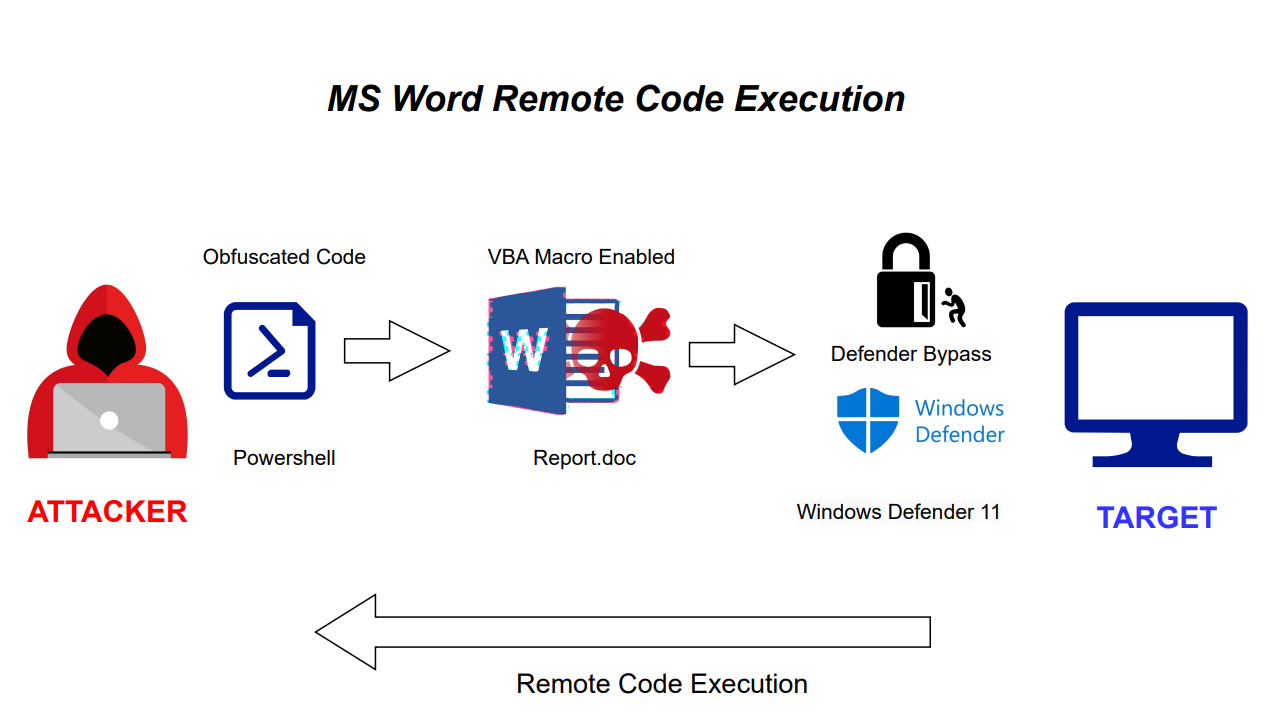 MS Word Remote Code Execution
Obfuscated Code
VBA Macro Enabled
W
Defender Bypass
Windows
Defender
Powershell
Report.doc
ATTACKER
Windows Defender 11
TARGET
Remote Code Execution